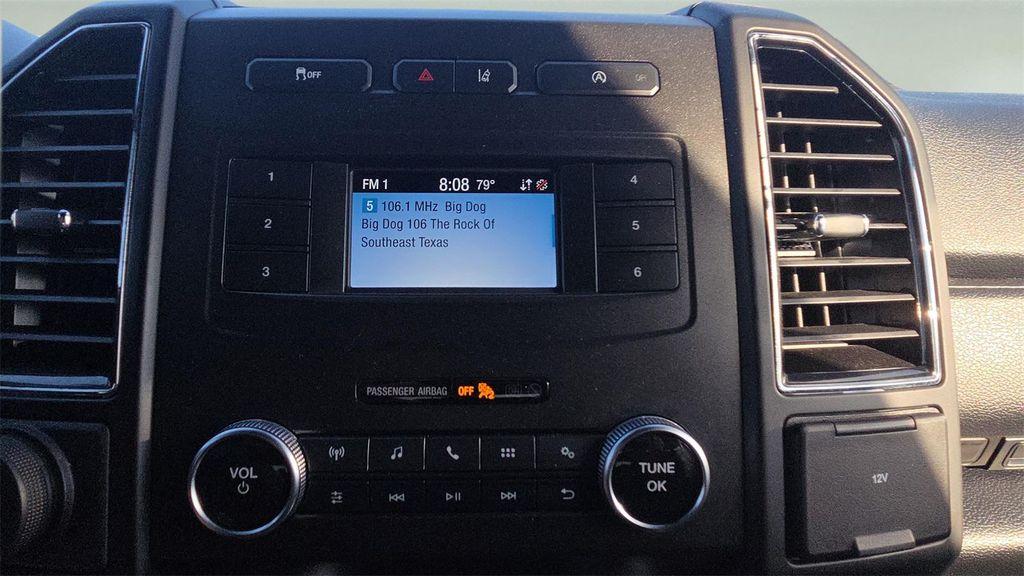 OFF
A
1
2
3
FM 1 8:08 79°
5 106.1 MHz Big Dog
Big Dog 106 The Rock Of
Southeast Texas
4
5
6
PASSENGER AIRBAG OFF
VOL
TUNE
OK
12V